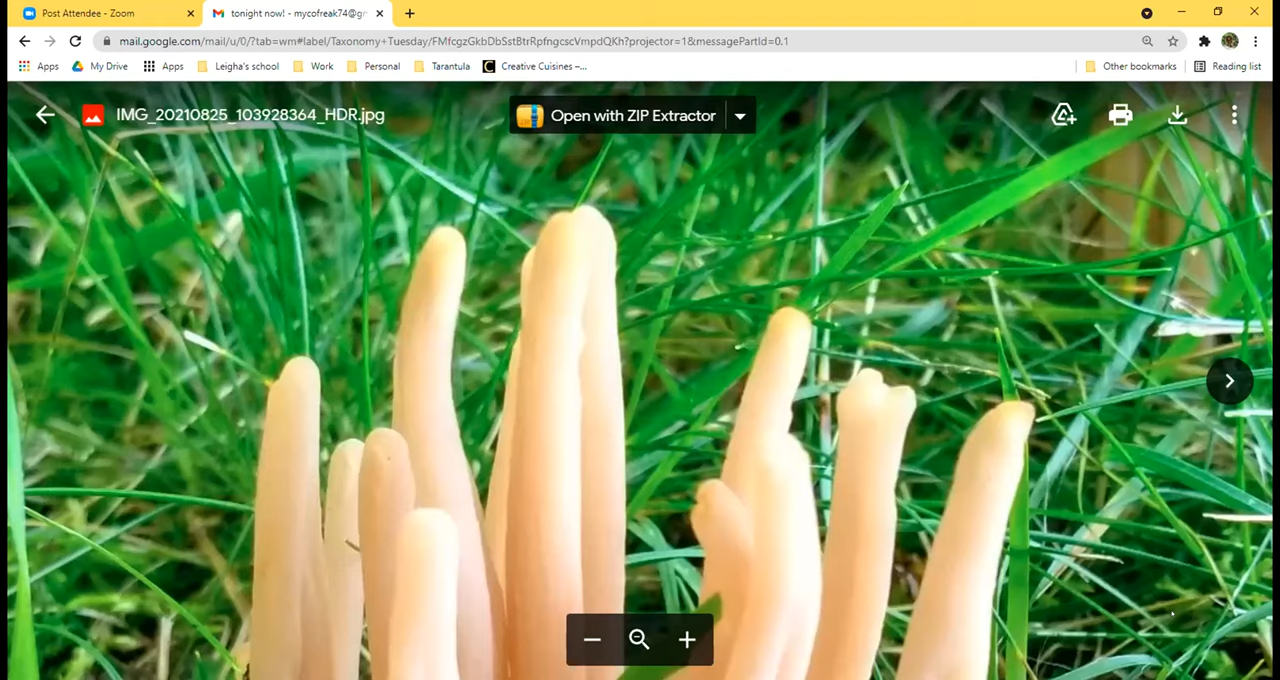 Post Attendee - Zoom
tonight now! - mycofreak74@gm
mail.google.com/mail/u/0/?tab=wm#label/Taxonomy+Tuesday/FMfcgzGkbDbSstBtrRpfngcscVmpdQKh?projector=1&messagePartId=0.1
Apps My Drive Apps Leigha's school Work Personal Tarantula Creative Cuisines –... Other bookmarks Reading list
IMG_20210825_103928364_HDR.jpg Open with ZIP Extractor